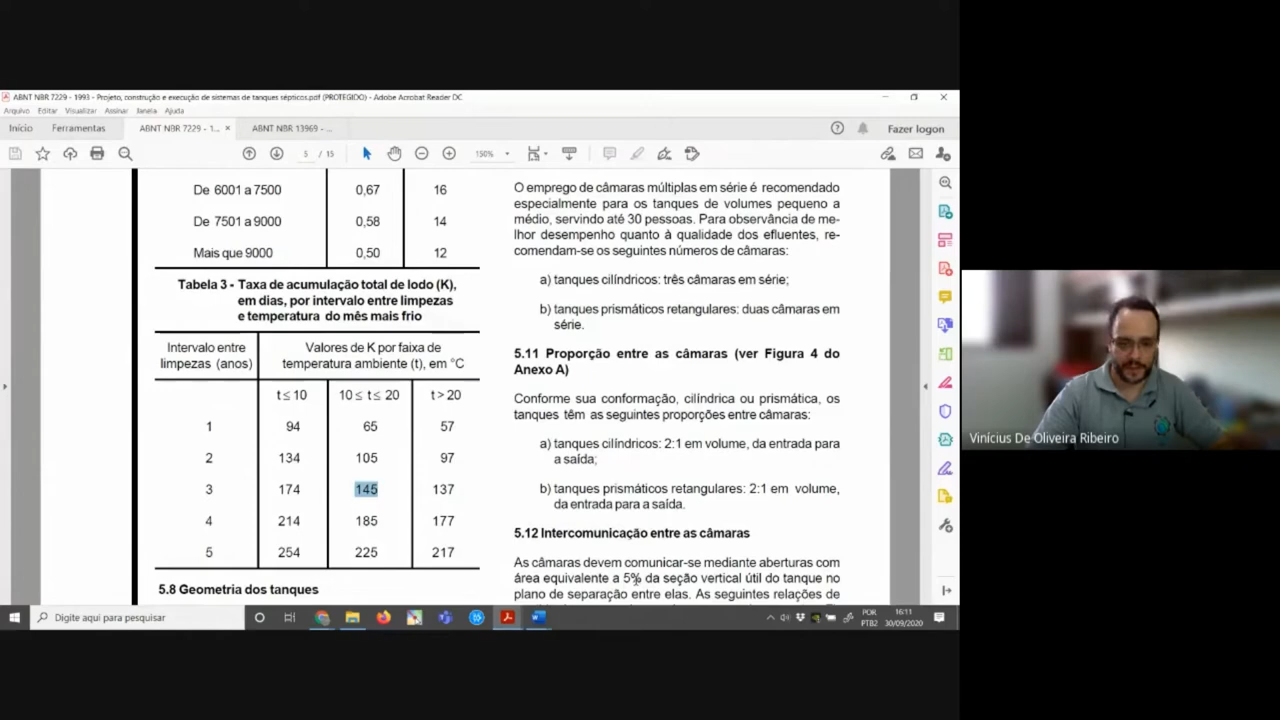 ABNT NBR 7229 - 1993 - Projeto, construção e execução de sistemas de tanques sépticos.pdf (PROTEGIDO) - Adobe Acrobat Reader DC
Arquivo Editar Visualizar Assinar Janela Ajuda
Início Ferramentas ABNT NBR 7229 - 1... × ABNT NBR 13969 - ... Fazer logon
5 / 15 150%
De 6001 a 7500 0,67 16
De 7501 a 9000 0,58 14
Mais que 9000 0,50 12
Tabela 3 - Taxa de acumulação total de lodo (K),
em dias, por intervalo entre limpezas
e temperatura do mês mais frio
Intervalo entre Valores de K por faixa de
limpezas (anos) temperatura ambiente (t), em °C
t ≤ 10 10 ≤ t ≤ 20 t > 20
1 94 65 57
2 134 105 97
3 174 145 137
4 214 185 177
5 254 225 217
5.8 Geometria dos tanques
O emprego de câmaras múltiplas em série é recomendado
especialmente para os tanques de volumes pequeno a
médio, servindo até 30 pessoas. Para observância de me-
lhor desempenho quanto à qualidade dos efluentes, re-
comendam-se os seguintes números de câmaras:
a) tanques cilíndricos: três câmaras em série;
b) tanques prismáticos retangulares: duas câmaras em
série.
5.11 Proporção entre as câmaras (ver Figura 4 do
Anexo A)
Conforme sua conformação, cilíndrica ou prismática, os
tanques têm as seguintes proporções entre câmaras:
a) tanques cilíndricos: 2:1 em volume, da entrada para
a saída;
b) tanques prismáticos retangulares: 2:1 em volume,
da entrada para a saída.
5.12 Intercomunicação entre as câmaras
As câmaras devem comunicar-se mediante aberturas com
área equivalente a 5% da seção vertical útil do tanque no
plano de separação entre elas. As seguintes relações de
Digite aqui para pesquisar
POR 16:11
PTB2 30/09/2020
Vinícius De Oliveira Ribeiro